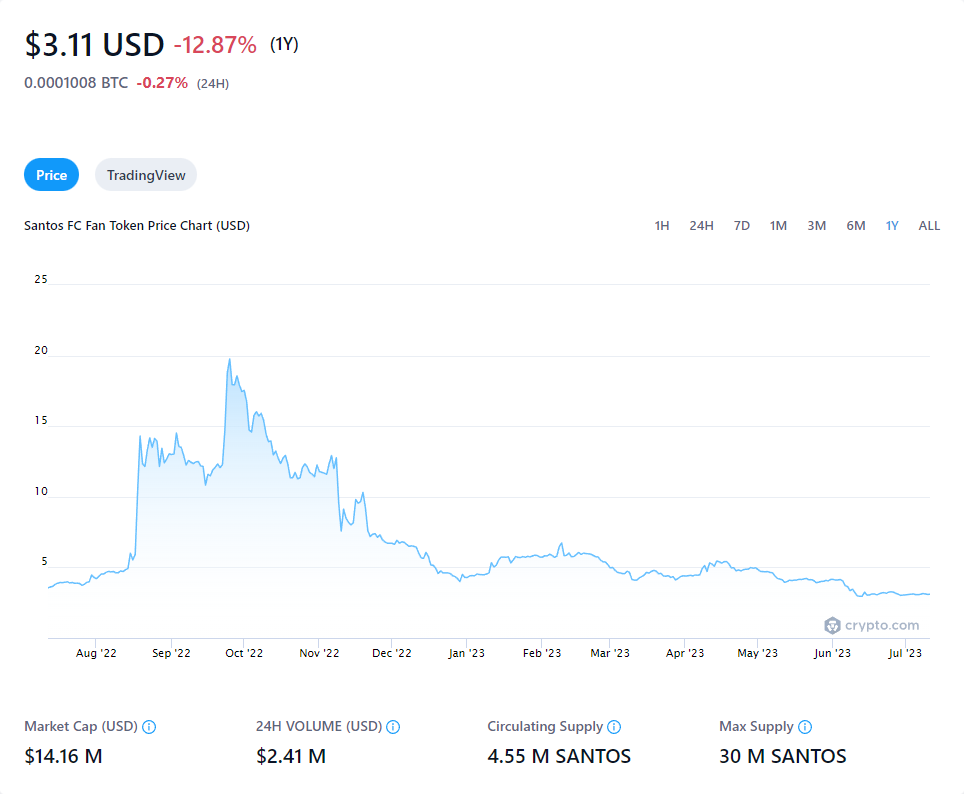 $3.11 USD -12.87% (1Y)
0.0001008 BTC -0.27% (24H)
Price TradingView
Santos FC Fan Token Price Chart (USD) 1H 24H 7D 1M 3M 6M 1Y ALL
25
20
15
10
5
crypto.com
Aug '22 Sep '22 Oct '22 Nov '22 Dec '22 Jan '23 Feb '23 Mar '23 Apr '23 May '23 Jun '23 Jul '23
Market Cap (USD) 24H VOLUME (USD) Circulating Supply Max Supply
$14.16 M $2.41 M 4.55 M SANTOS 30 M SANTOS